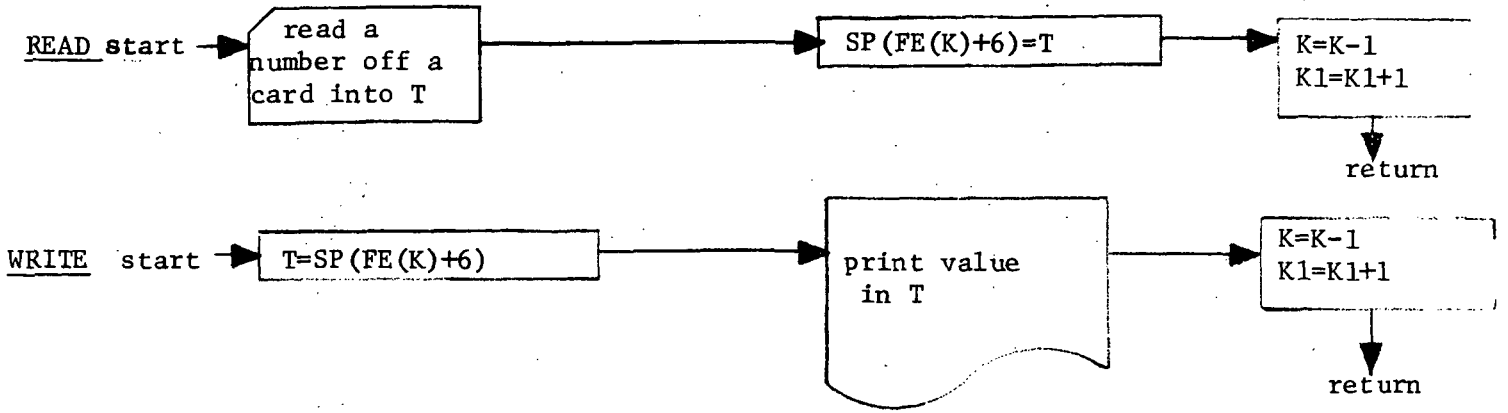 READ start
read a
number off a
card into T
SP(FE(K)+6)=T
K=K-1
K1=K1+1
return
WRITE start
T=SP(FE(K)+6)
print value
in T
K=K-1
K1=K1+1
return